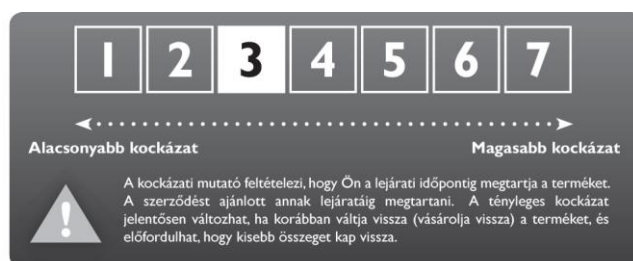 1 2 3 4 5 6 7
Alacsonyabb kockázat Magasabb kockázat
A kockázati mutató feltételezi, hogy Ön a lejárati időpontig megtartja a terméket.
A szerződést ajánlott annak lejáratáig megtartani. A tényleges kockázat
jelentősen változhat, ha korábban váltja vissza (vásárolja vissza) a terméket, és
előfordulhat, hogy kisebb összeget kap vissza.